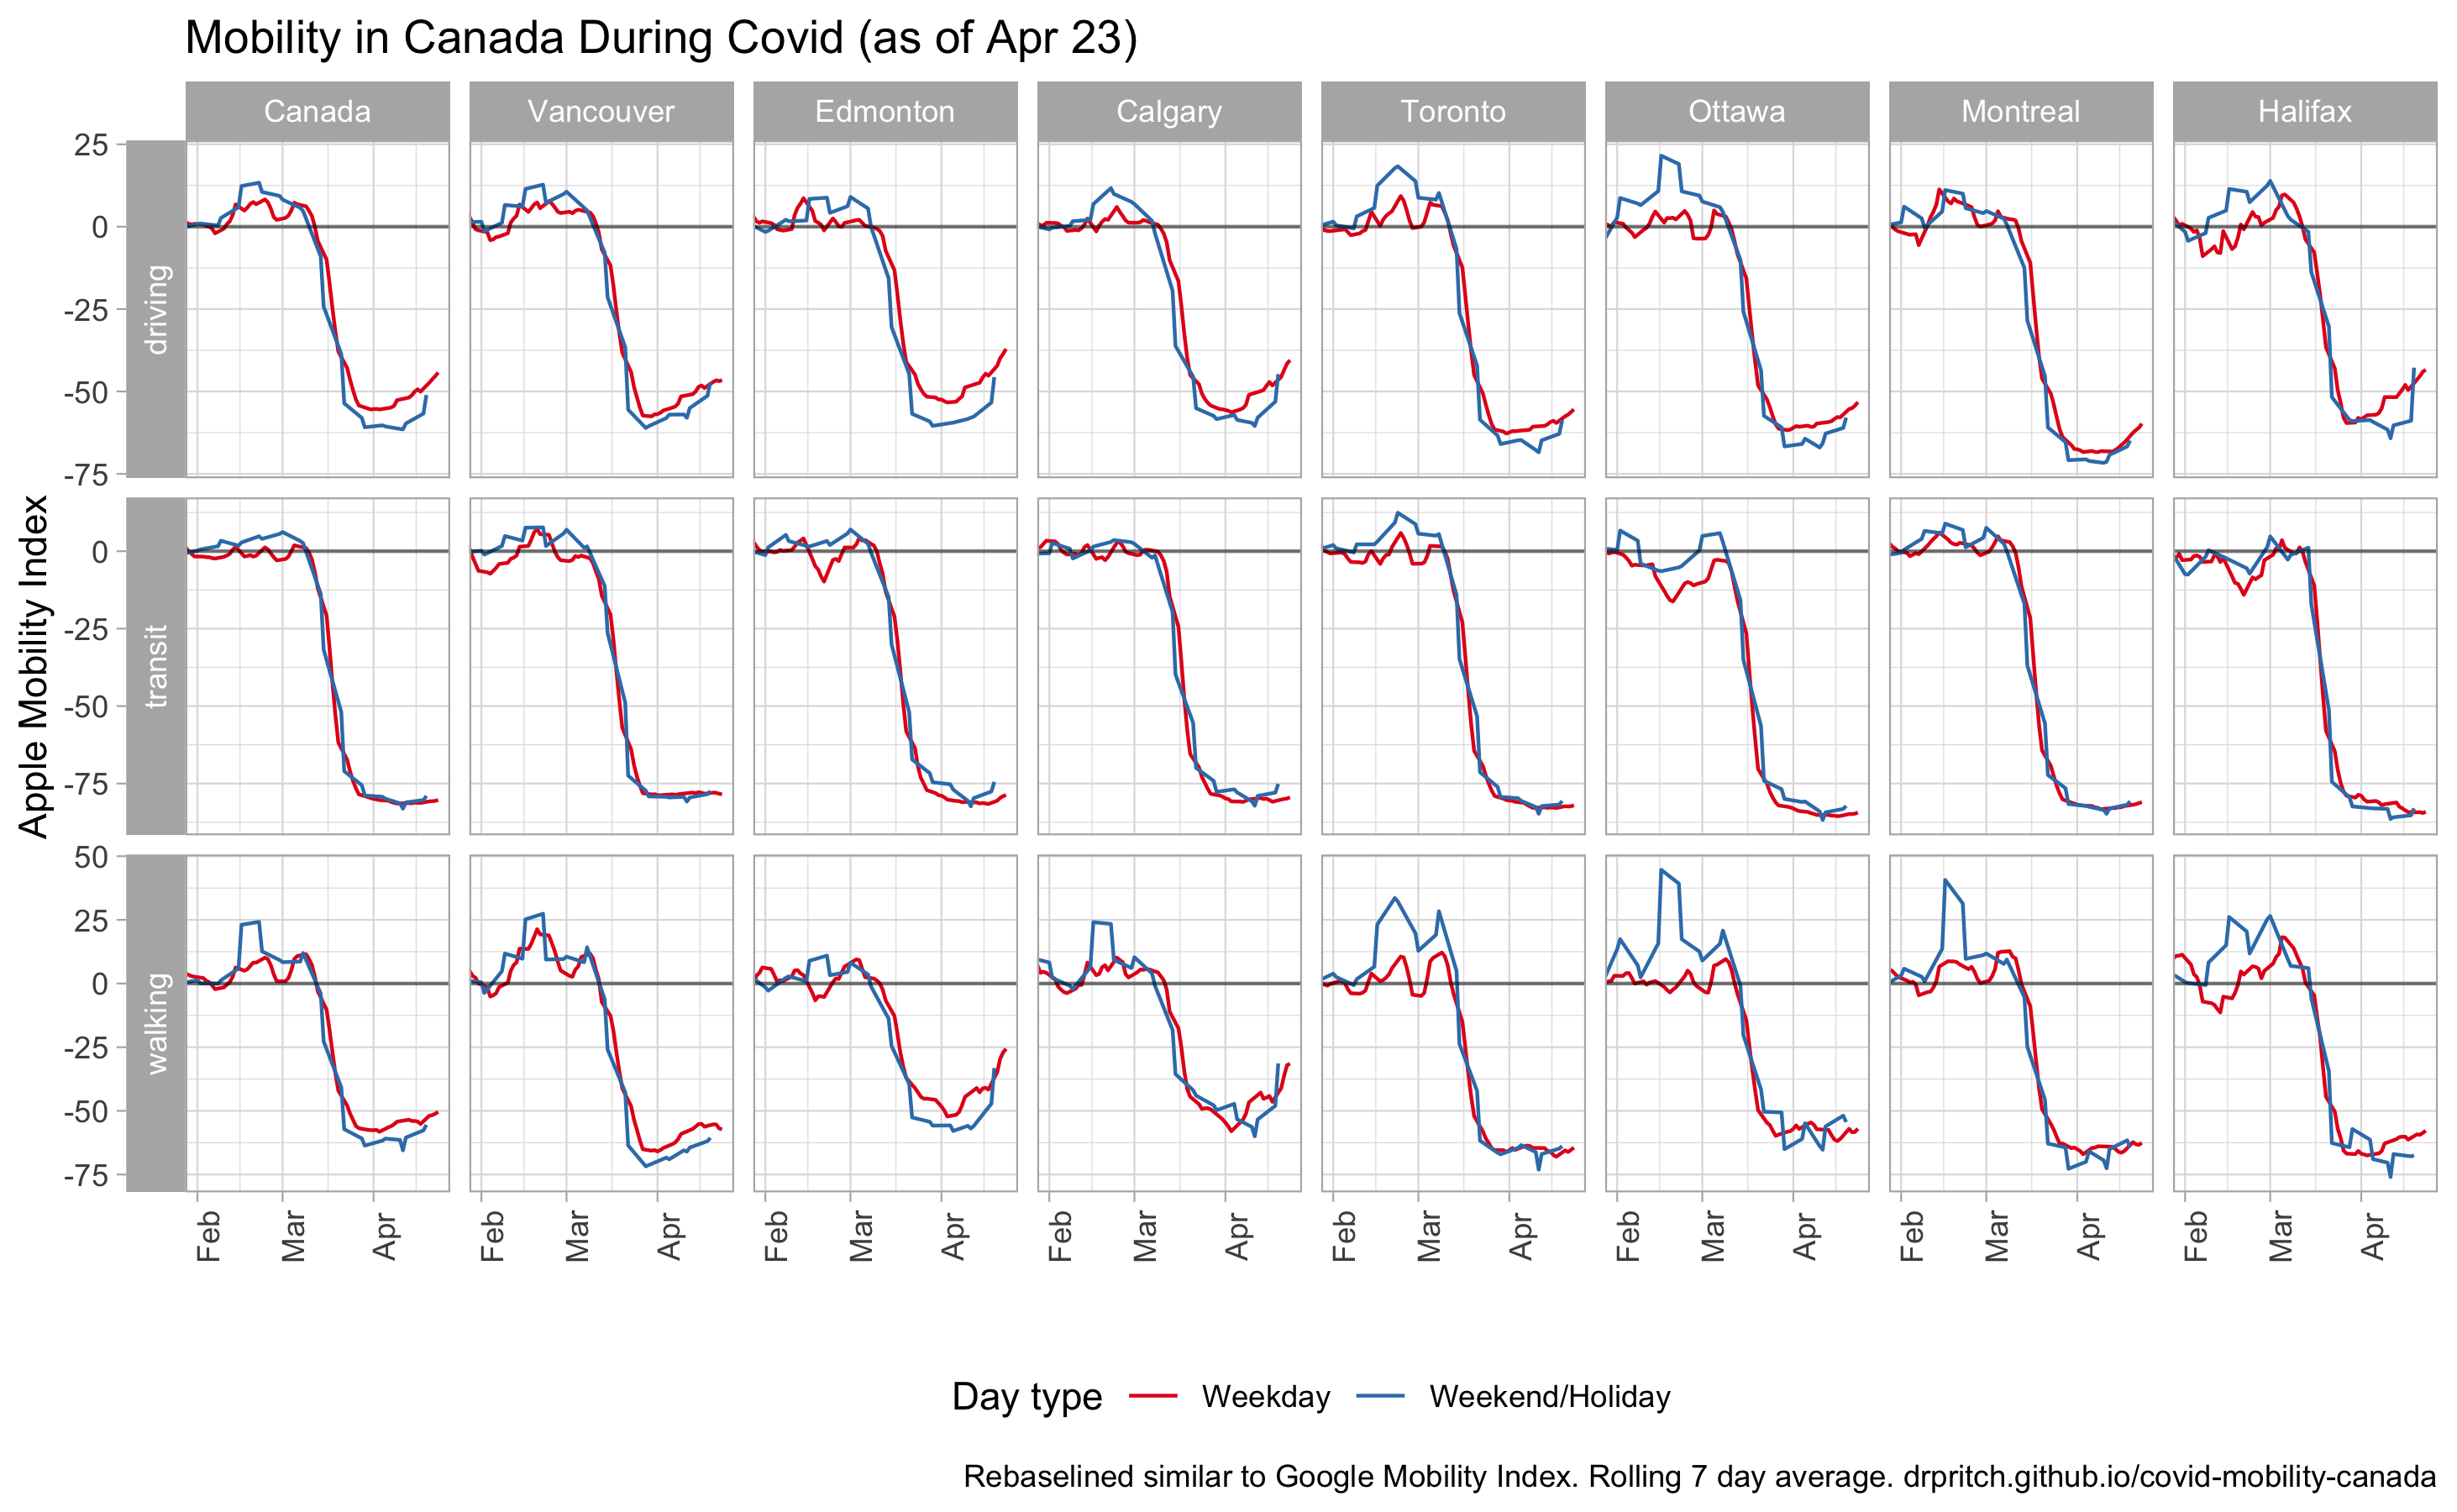 Mobility in Canada During Covid (as of Apr 23)
Canada Vancouver Edmonton Calgary Toronto Ottawa Montreal Halifax
Apple Mobility Index
driving
25
0
-25
-50
-75
transit
0
-25
-50
-75
walking
50
25
0
-25
-50
-75
Feb Mar Apr Feb Mar Apr Feb Mar Apr Feb Mar Apr Feb Mar Apr Feb Mar Apr Feb Mar Apr Feb Mar Apr
Day type Weekday Weekend/Holiday
Rebaselined similar to Google Mobility Index. Rolling 7 day average. drpritch.github.io/covid-mobility-canada